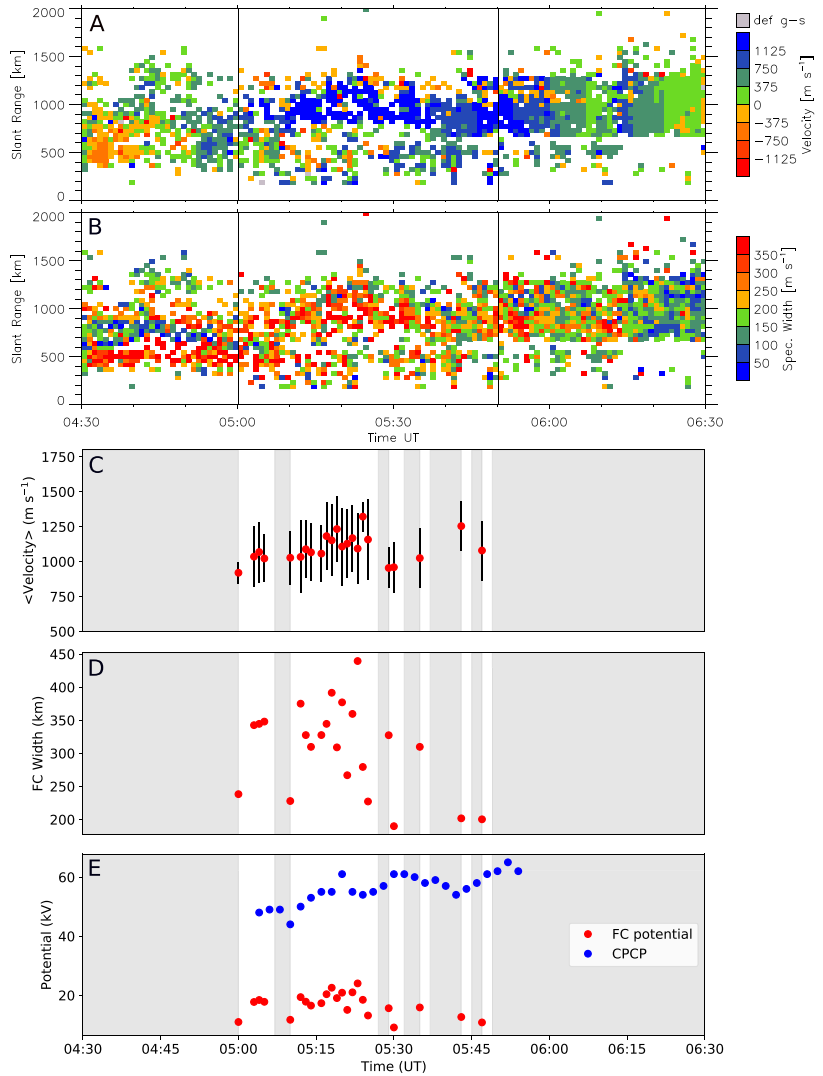 A
2000
1500
1000
500
0
Slant Range [km]
def g-s
1125
750
375
0
-375
-750
-1125
Velocity [m s⁻¹]
B
2000
1500
1000
500
0
Slant Range [km]
350
300
250
200
150
100
50
Spec. Width [m s⁻¹]
04:30 05:00 05:30 06:00 06:30
Time UT
C
1750
1500
1250
1000
750
500
<Velocity> (m s⁻¹)
D
450
400
350
300
250
200
FC Width (km)
E
60
40
20
Potential (kV)
FC potential
CPCP
04:30 04:45 05:00 05:15 05:30 05:45 06:00 06:15 06:30
Time (UT)